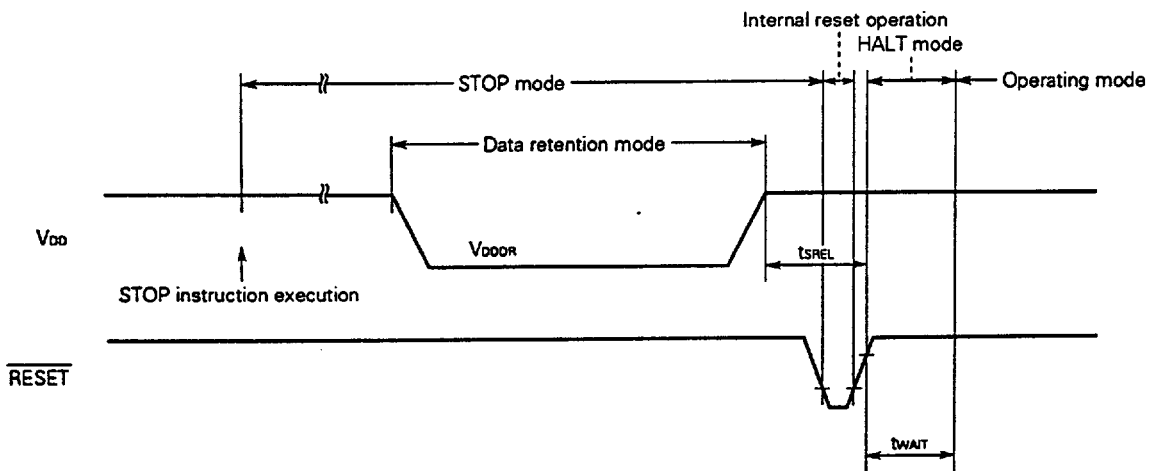 Internal reset operation
HALT mode
STOP mode
Operating mode
Data retention mode
VDD
VDDDR
tSREL
STOP instruction execution
RESET
tWAIT